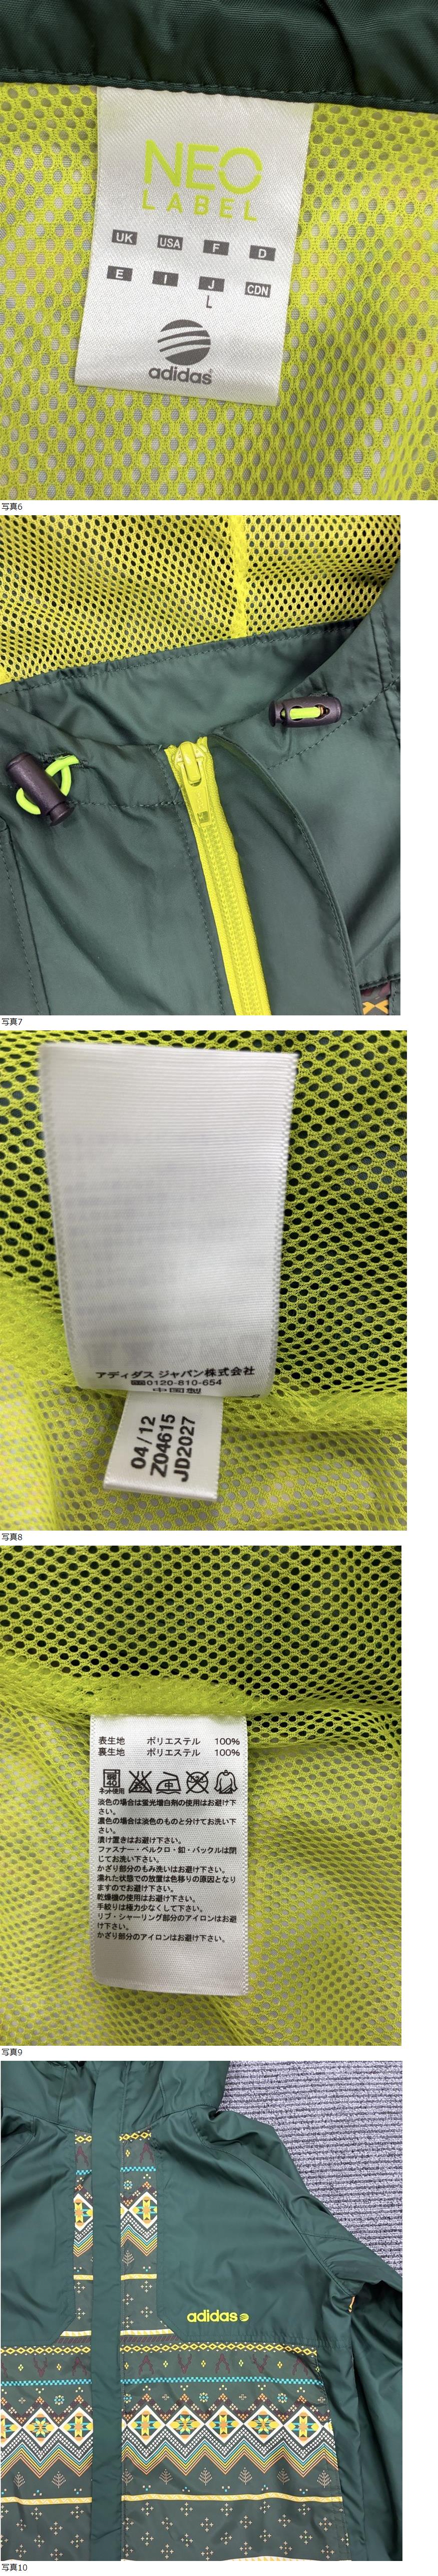 NEO
LABEL
UK USA F D
E I J CDN
L
adidas
写真6
写真7
アディダス ジャパン株式会社
0120-810-654
中国製
04/12
Z04615
JD2027
写真8
表生地 ポリエステル 100%
裏生地 ポリエステル 100%
ネット使用
淡色の場合は蛍光増白剤の使用はお避け下
さい。
濃色の場合は淡色のものと分けてお洗い下
さい。
漬け置きはお避け下さい。
ファスナー・ベルクロ・釦・バックルは閉
じてお洗い下さい。
かざり部分のもみ洗いはお避け下さい。
濡れた状態での放置は色移りの原因となり
ますのでお避け下さい。
乾燥機の使用はお避け下さい。
手絞りは極力少なくして下さい。
リブ・シャーリング部分のアイロンはお避
け下さい。
かざり部分のアイロンはお避け下さい。
写真9
adidas
写真10